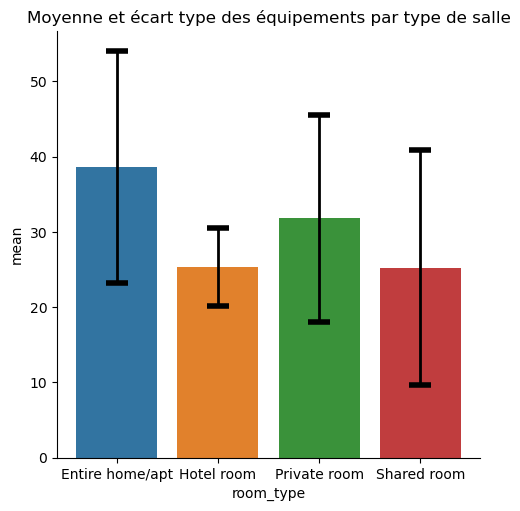 Moyenne et écart type des équipements par type de salle
50
40
30
20
10
0
mean
Entire home/apt Hotel room Private room Shared room
room_type